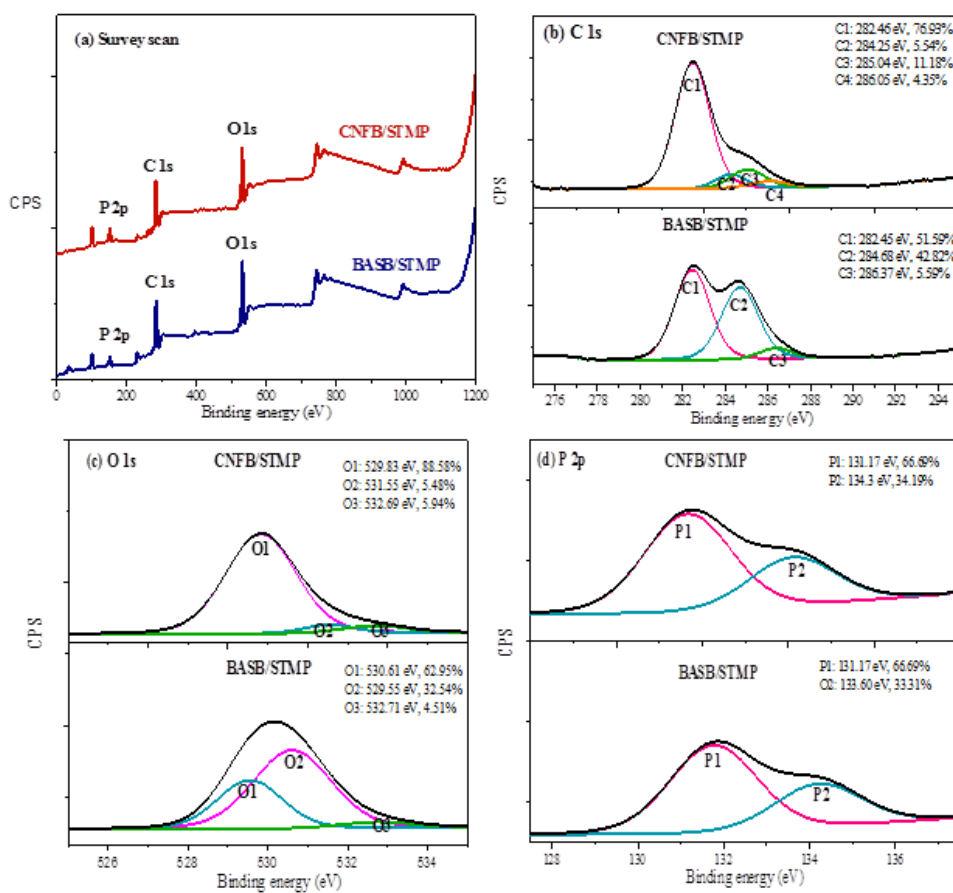 (a) Survey scan
O1s
CNFB/STMP
C 1s
P 2p
O1s
BASB/STMP
C 1s
P 2p
CPS
0 200 400 600 800 1000 1200
Binding energy (eV)
(b) C 1s
CNFB/STMP
C1: 282.46 eV, 76.93%
C2: 284.25 eV, 5.54%
C3: 285.04 eV, 11.18%
C4: 286.05 eV, 4.35%
C1
C2
C3
C4
BASB/STMP
C1: 282.45 eV, 51.59%
C2: 284.68 eV, 42.82%
C3: 286.37 eV, 5.59%
C1
C2
C3
CPS
276 278 280 282 284 286 288 290 292 294
Binding energy (eV)
(c) O 1s
CNFB/STMP
O1: 529.83 eV, 88.58%
O2: 531.55 eV, 5.48%
O3: 532.69 eV, 5.94%
O1
O2
O3
BASB/STMP
O1: 530.61 eV, 62.95%
O2: 529.55 eV, 32.54%
O3: 532.71 eV, 4.51%
O2
O1
O3
CPS
526 528 530 532 534
Binding energy (eV)
(d) P 2p
CNFB/STMP
P1: 131.17 eV, 66.69%
P2: 134.3 eV, 34.19%
P1
P2
BASB/STMP
P1: 131.17 eV, 66.69%
O2: 133.60 eV, 33.31%
P1
P2
CPS
128 130 132 134 136
Binding energy (eV)